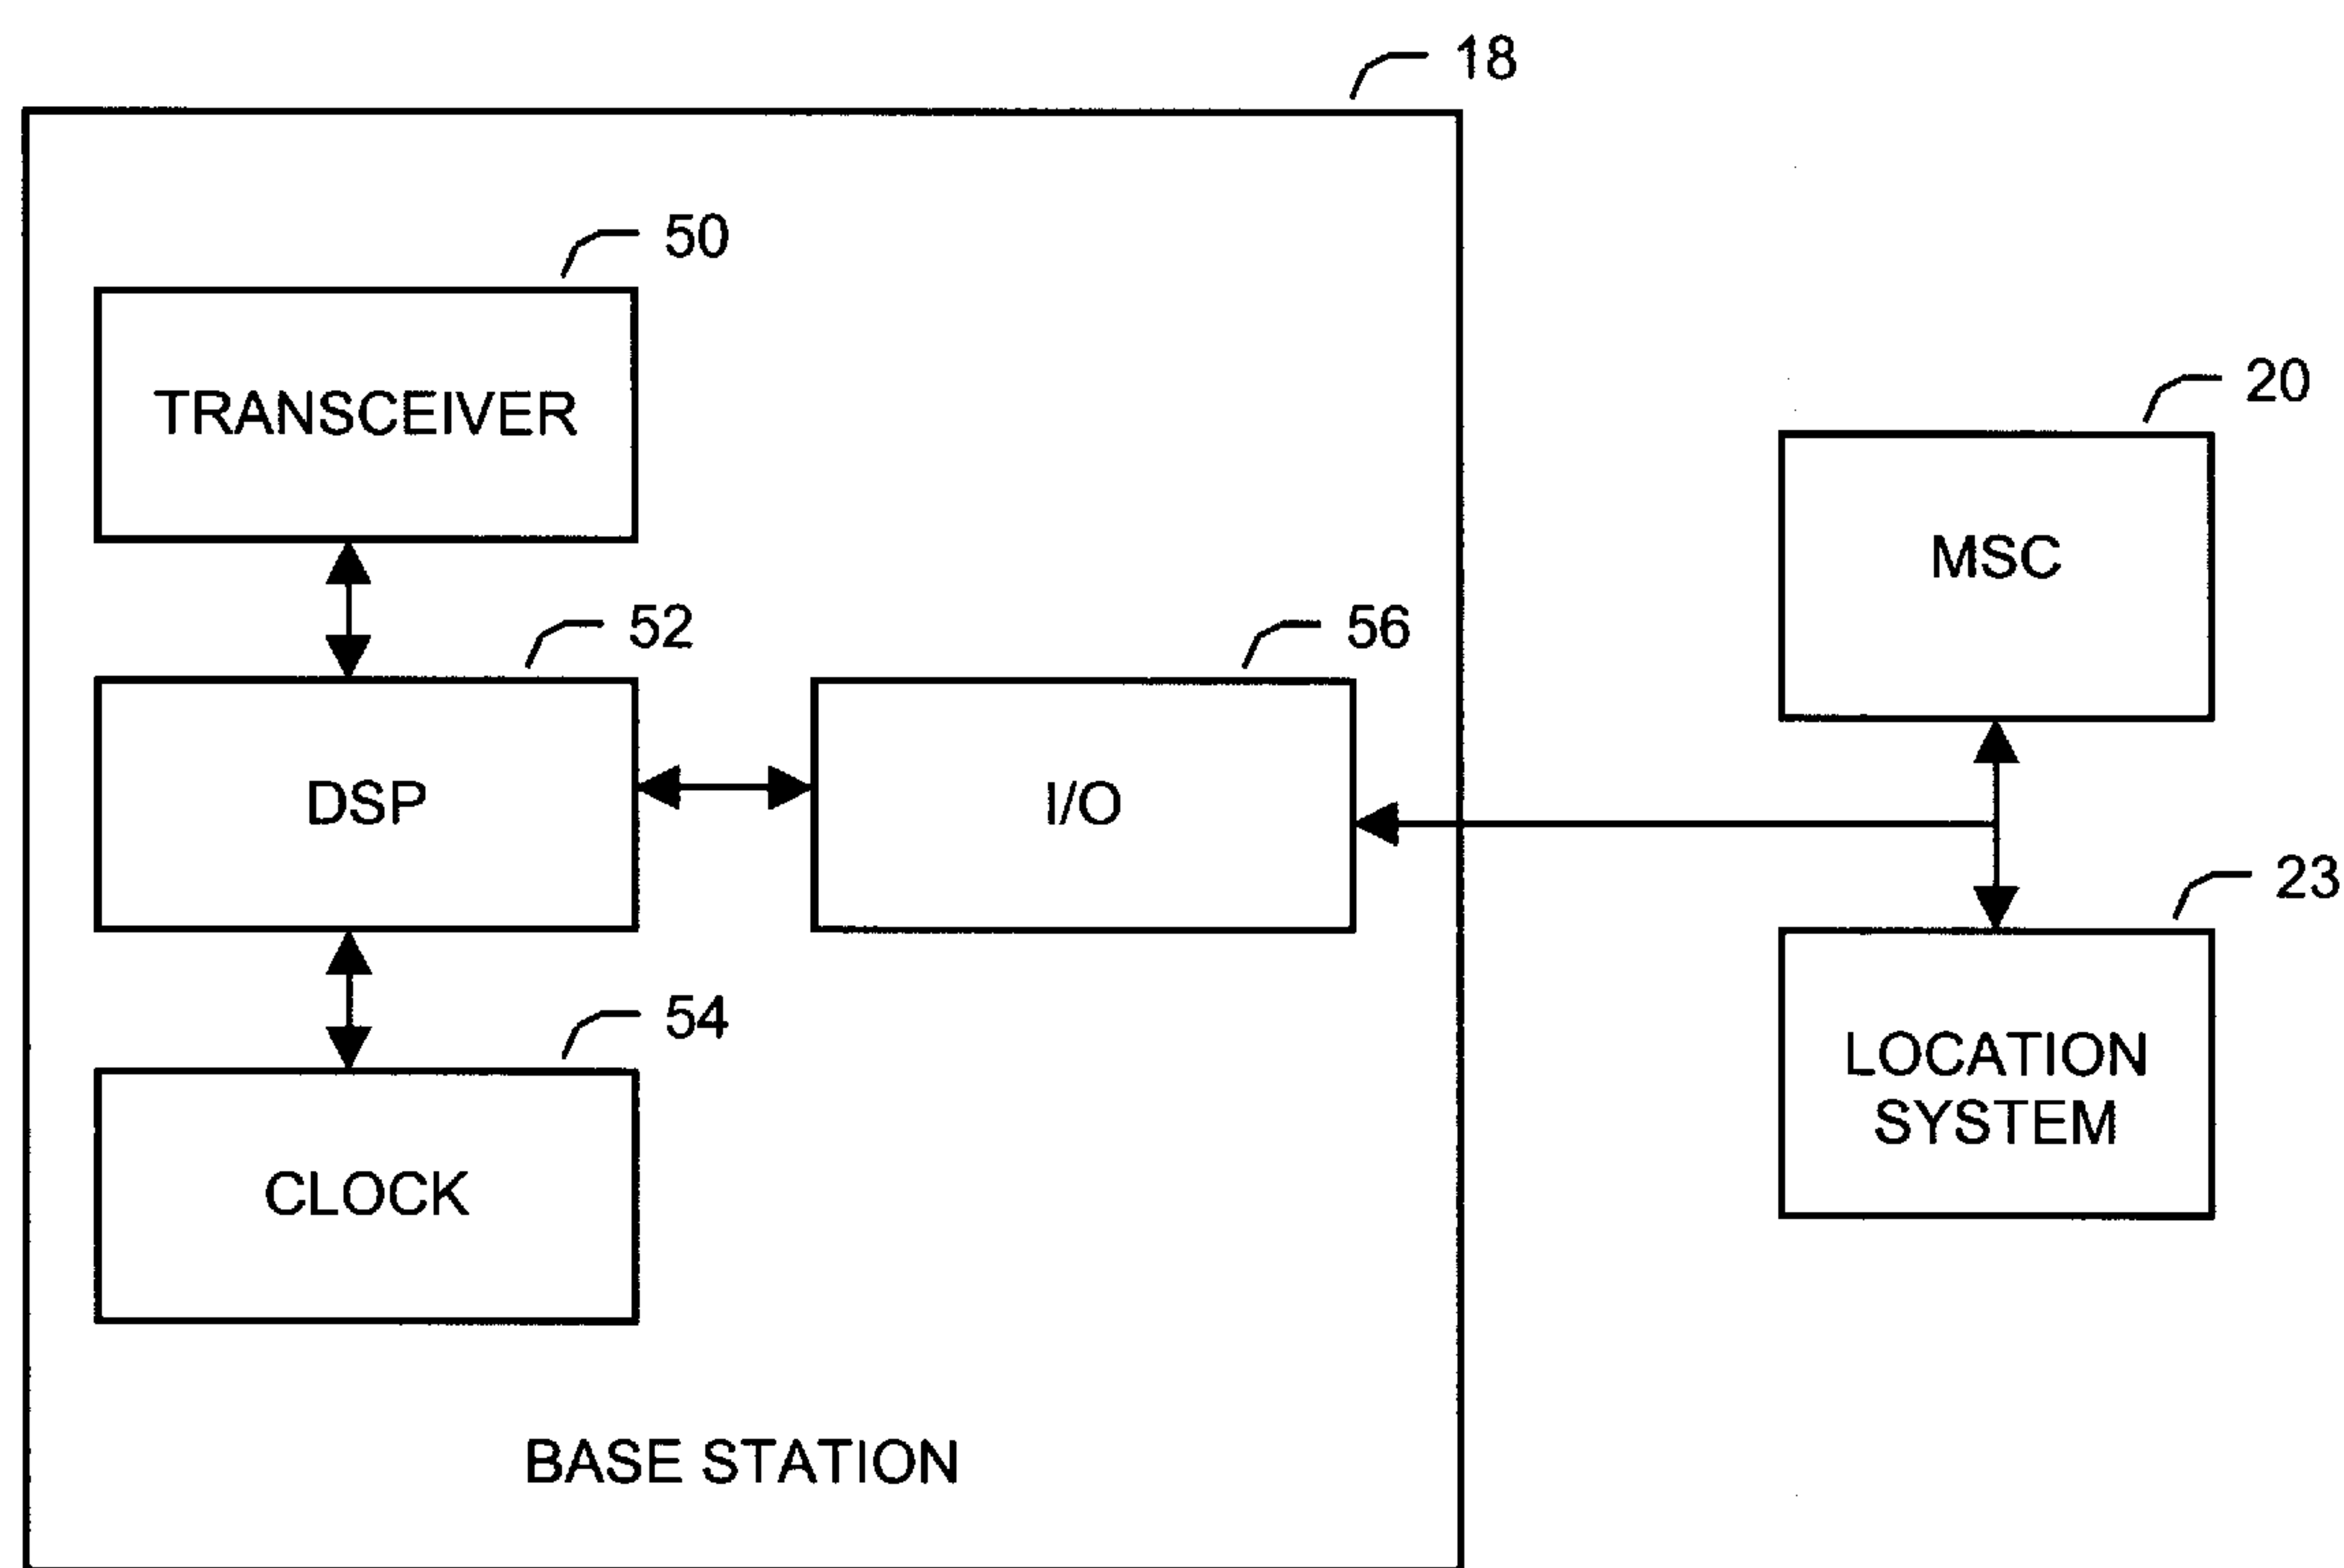 18
50
TRANSCEIVER
20
MSC
52
56
DSP
I/O
23
54
LOCATION
SYSTEM
CLOCK
BASE STATION